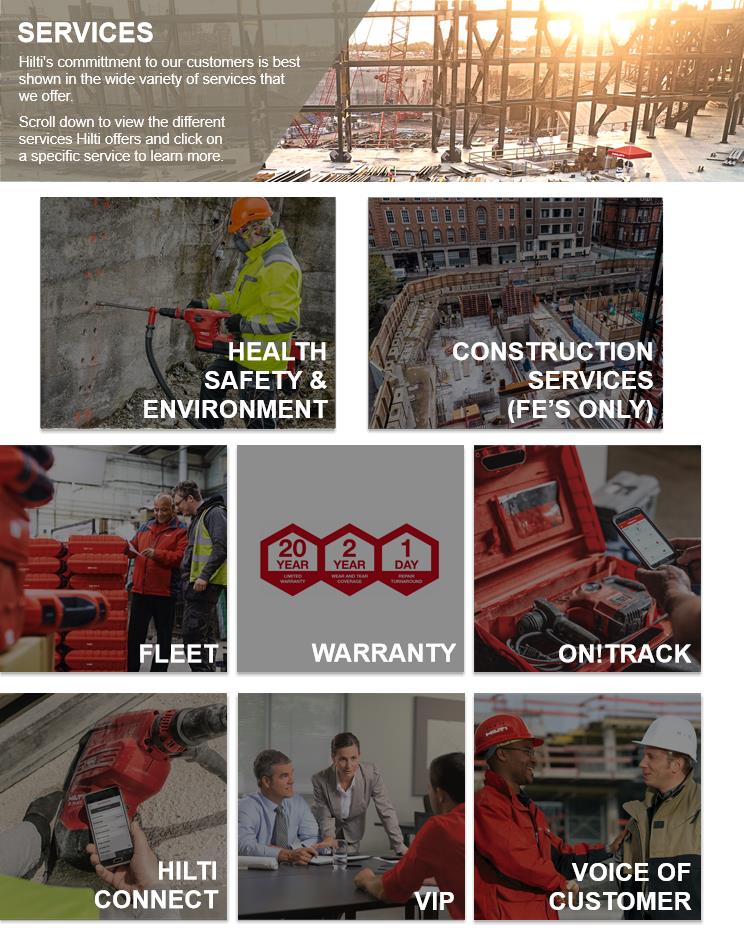 SERVICES
Hilti's committment to our customers is best
shown in the wide variety of services that
we offer.
Scroll down to view the different
services Hilti offers and click on
a specific service to learn more.
HEALTH
SAFETY &
ENVIRONMENT
CONSTRUCTION
SERVICES
(FE'S ONLY)
FLEET
20
YEAR
LIMITED
WARRANTY
2
YEAR
WEAR AND TEAR
COVERAGE
1
DAY
REPAIR
TURNAROUND
WARRANTY
ON!TRACK
HILTI
HILTI
CONNECT
VIP
HILTI
VOICE OF
CUSTOMER